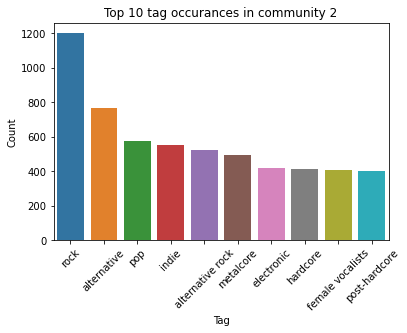 Top 10 tag occurances in community 2
Count
1200
1000
800
600
400
200
0
rock
alternative
pop
indie
alternative rock
metalcore
electronic
hardcore
female vocalists
post-hardcore
Tag